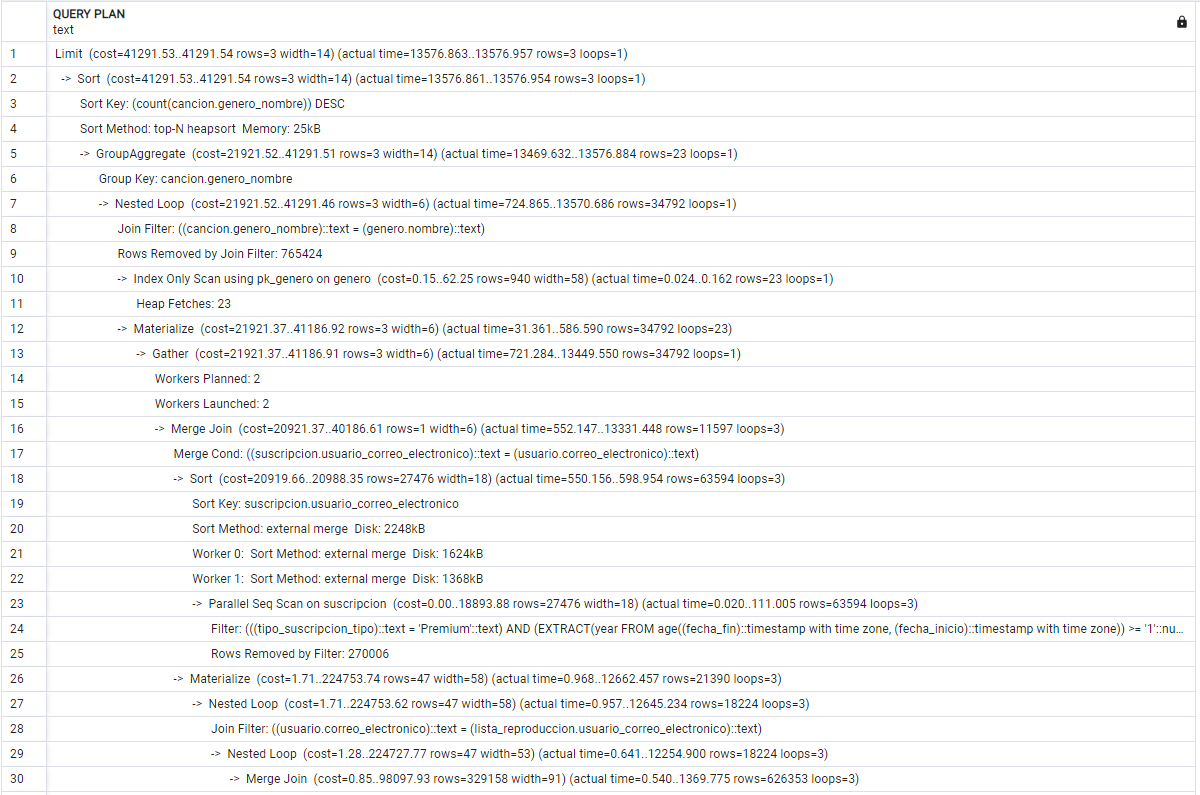 QUERY PLAN
text
1 Limit (cost=41291.53..41291.54 rows=3 width=14) (actual time=13576.863..13576.957 rows=3 loops=1)
2 -> Sort (cost=41291.53..41291.54 rows=3 width=14) (actual time=13576.861..13576.954 rows=3 loops=1)
3 Sort Key: (count(cancion.genero_nombre)) DESC
4 Sort Method: top-N heapsort Memory: 25kB
5 -> GroupAggregate (cost=21921.52..41291.51 rows=3 width=14) (actual time=13469.632..13576.884 rows=23 loops=1)
6 Group Key: cancion.genero_nombre
7 -> Nested Loop (cost=21921.52..41291.46 rows=3 width=6) (actual time=724.865..13570.686 rows=34792 loops=1)
8 Join Filter: ((cancion.genero_nombre)::text = (genero.nombre)::text)
9 Rows Removed by Join Filter: 765424
10 -> Index Only Scan using pk_genero on genero (cost=0.15..62.25 rows=940 width=58) (actual time=0.024..0.162 rows=23 loops=1)
11 Heap Fetches: 23
12 -> Materialize (cost=21921.37..41186.92 rows=3 width=6) (actual time=31.361..586.590 rows=34792 loops=23)
13 -> Gather (cost=21921.37..41186.91 rows=3 width=6) (actual time=721.284..13449.550 rows=34792 loops=1)
14 Workers Planned: 2
15 Workers Launched: 2
16 -> Merge Join (cost=20921.37..40186.61 rows=1 width=6) (actual time=552.147..13331.448 rows=11597 loops=3)
17 Merge Cond: ((suscripcion.usuario_correo_electronico)::text = (usuario.correo_electronico)::text)
18 -> Sort (cost=20919.66..20988.35 rows=27476 width=18) (actual time=550.156..598.954 rows=63594 loops=3)
19 Sort Key: suscripcion.usuario_correo_electronico
20 Sort Method: external merge Disk: 2248kB
21 Worker 0: Sort Method: external merge Disk: 1624kB
22 Worker 1: Sort Method: external merge Disk: 1368kB
23 -> Parallel Seq Scan on suscripcion (cost=0.00..18893.88 rows=27476 width=18) (actual time=0.020..111.005 rows=63594 loops=3)
24 Filter: (((tipo_suscripcion_tipo)::text = 'Premium'::text) AND (EXTRACT(year FROM age((fecha_fin)::timestamp with time zone, (fecha_inicio)::timestamp with time zone)) >= '1'::nu...
25 Rows Removed by Filter: 270006
26 -> Materialize (cost=1.71..224753.74 rows=47 width=58) (actual time=0.968..12662.457 rows=21390 loops=3)
27 -> Nested Loop (cost=1.71..224753.62 rows=47 width=58) (actual time=0.957..12645.234 rows=18224 loops=3)
28 Join Filter: ((usuario.correo_electronico)::text = (lista_reproduccion.usuario_correo_electronico)::text)
29 -> Nested Loop (cost=1.28..224727.77 rows=47 width=53) (actual time=0.641..12254.900 rows=18224 loops=3)
30 -> Merge Join (cost=0.85..98097.93 rows=329158 width=91) (actual time=0.540..1369.775 rows=626353 loops=3)